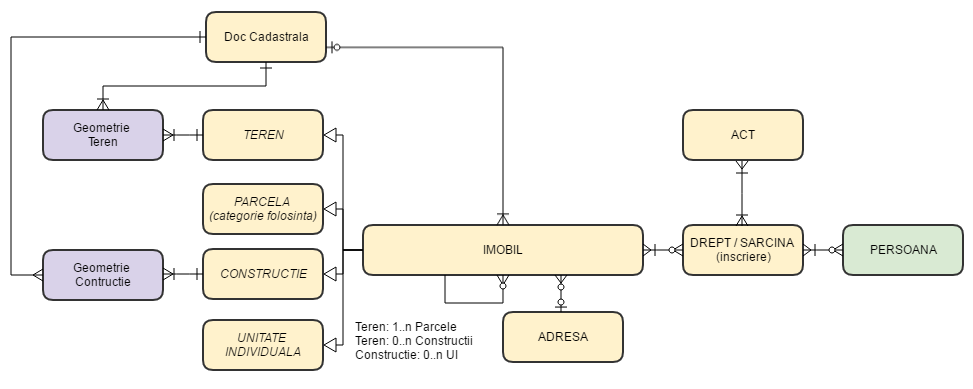 Doc Cadastrala
Geometrie
Teren
TEREN
ACT
PARCELA
(categorie folosinta)
IMOBIL
DREPT / SARCINA
(inscriere)
PERSOANA
Geometrie
Contructie
CONSTRUCTIE
UNITATE
INDIVIDUALA
Teren: 1..n Parcele
Teren: 0..n Constructii
Constructie: 0..n UI
ADRESA